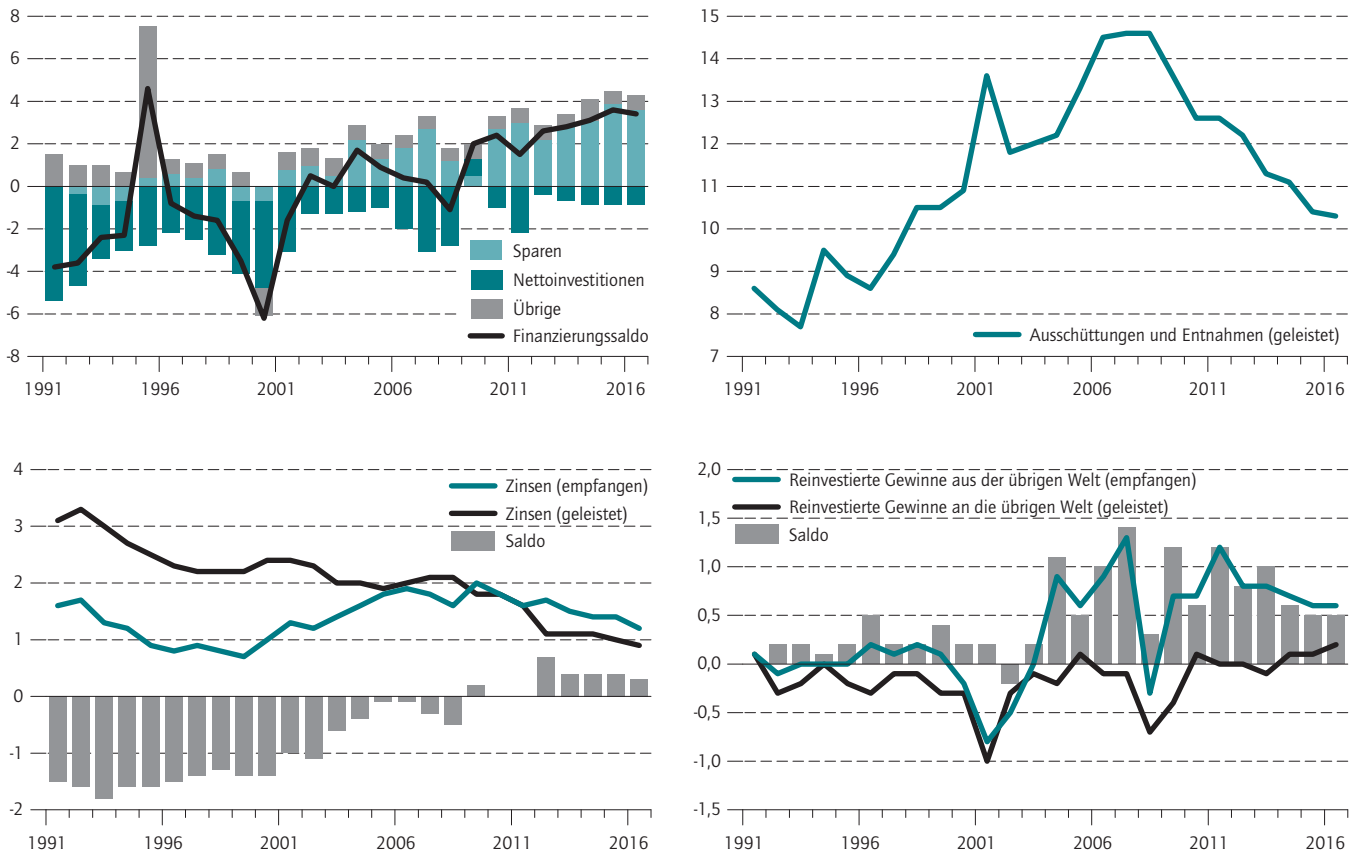 8
6
4
2
0
-2
-4
-6
-8
1991 1996 2001 2006 2011 2016
Sparen
Nettoinvestitionen
Übrige
Finanzierungssaldo
15
14
13
12
11
10
9
8
7
1991 1996 2001 2006 2011 2016
Ausschüttungen und Entnahmen (geleistet)
4
3
2
1
0
-1
-2
1991 1996 2001 2006 2011 2016
Zinsen (empfangen)
Zinsen (geleistet)
Saldo
2,0
1,5
1,0
0,5
0,0
-0,5
-1,0
-1,5
1991 1996 2001 2006 2011 2016
Reinvestierte Gewinne aus der übrigen Welt (empfangen)
Reinvestierte Gewinne an die übrigen Welt (geleistet)
Saldo